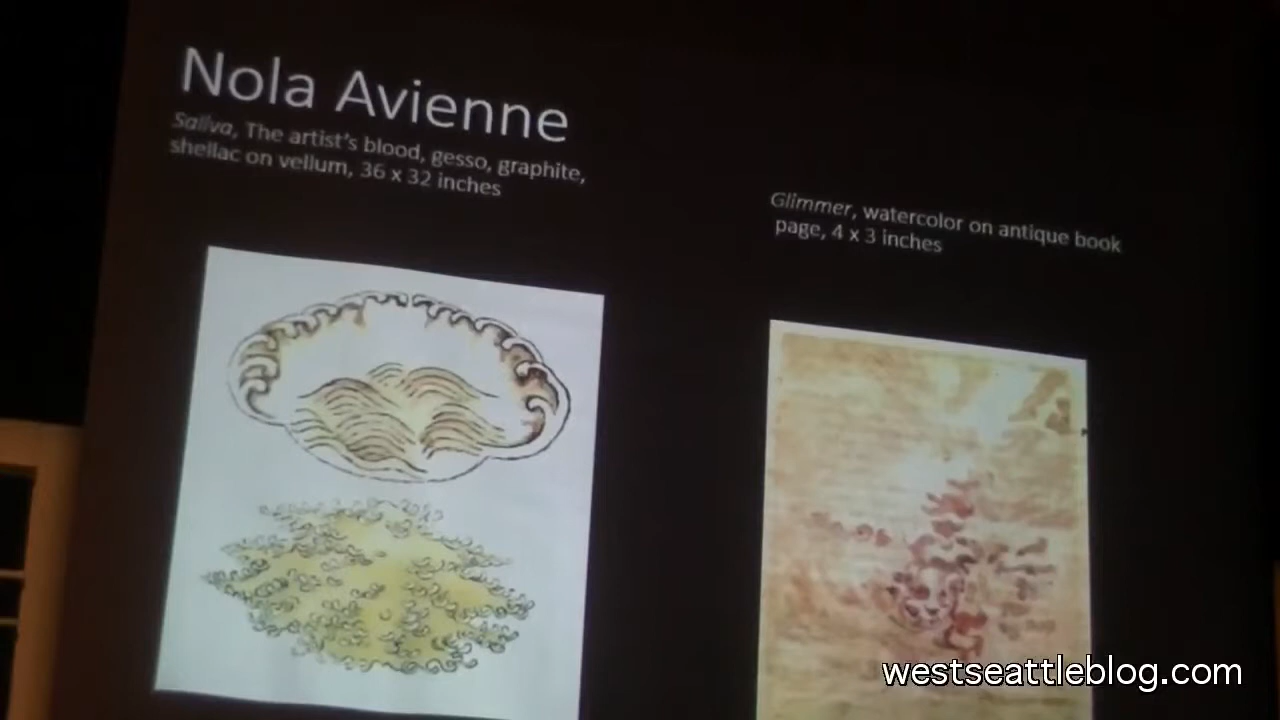 Nola Avienne
Saliva, The artist's blood, gesso, graphite,
shellac on vellum, 36 x 32 inches
Glimmer, watercolor on antique book
page, 4 x 3 inches
westseattleblog.com